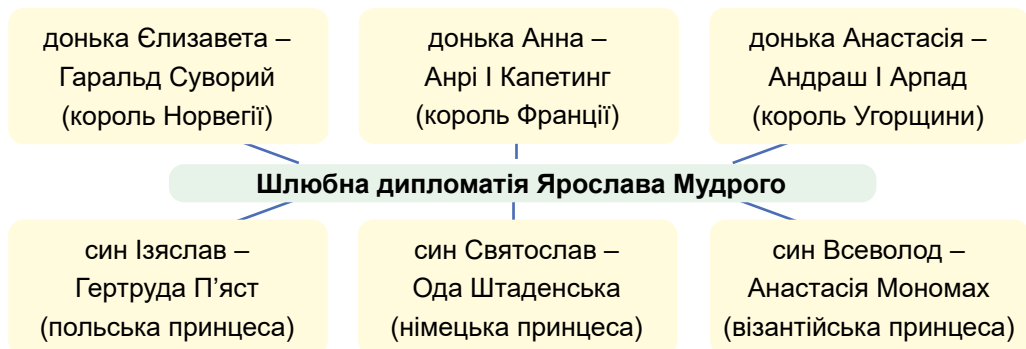 донька Єлизавета –
Гаральд Суворий
(король Норвегії)
донька Анна –
Анрі І Капетинг
(король Франції)
донька Анастасія –
Андраш І Арпад
(король Угорщини)
Шлюбна дипломатія Ярослава Мудрого
син Ізяслав –
Гертруда П’яст
(польська принцеса)
син Святослав –
Ода Штаденська
(німецька принцеса)
син Всеволод –
Анастасія Мономах
(візантійська принцеса)